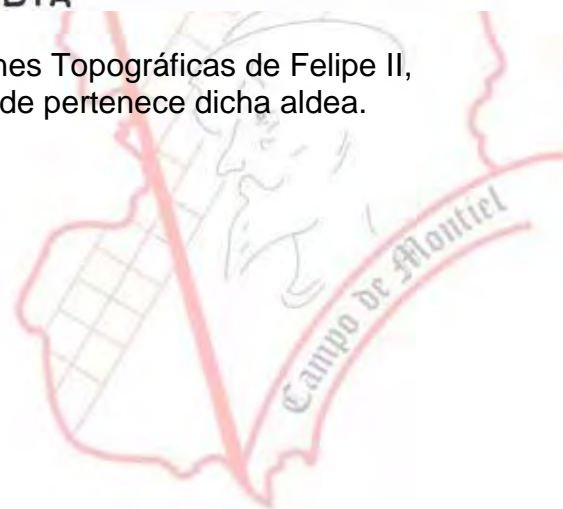 nes Topográficas de Felipe II,
de pertenece dicha aldea.
Campo de Montiel